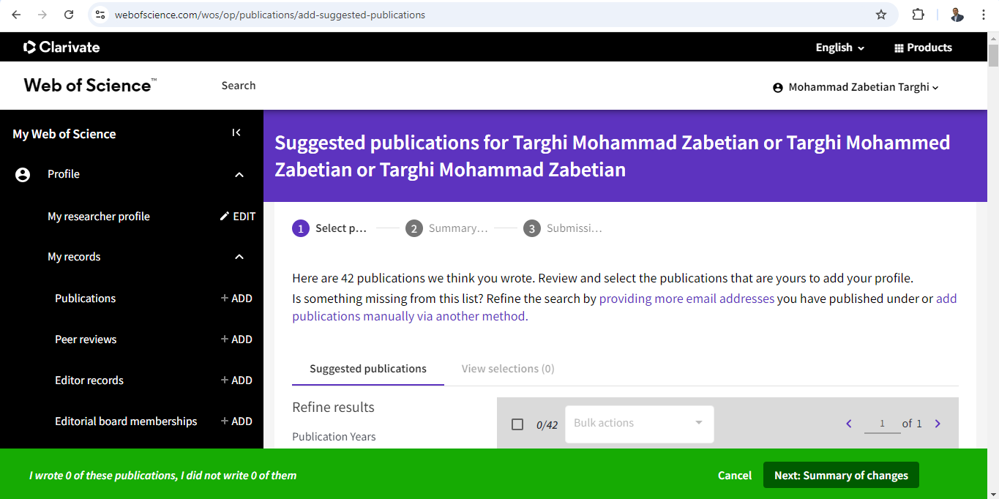 webofscience.com/wos/op/publications/add-suggested-publications
Clarivate
English
Products
Web of Science™
Search
Mohammad Zabetian Targhi
My Web of Science
Profile
My researcher profile
EDIT
My records
Publications
+ ADD
Peer reviews
+ ADD
Editor records
+ ADD
Editorial board memberships
+ ADD
Suggested publications for Targhi Mohammad Zabetian or Targhi Mohammed
Zabetian or Targhi Mohammad Zabetian
1 Select p...
2 Summary...
3 Submissi...
Here are 42 publications we think you wrote. Review and select the publications that are yours to add your profile.
Is something missing from this list? Refine the search by providing more email addresses you have published under or add
publications manually via another method.
Suggested publications
View selections (0)
Refine results
Publication Years
0/42
Bulk actions
1 of 1
I wrote 0 of these publications, I did not write 0 of them
Cancel
Next: Summary of changes